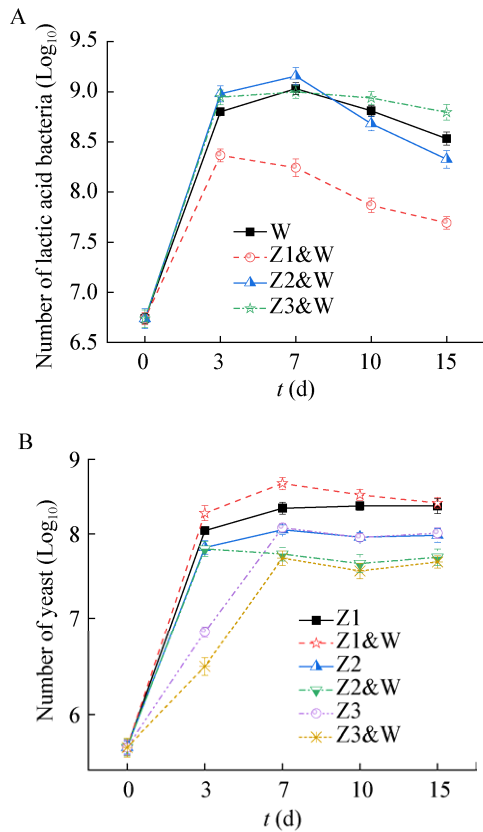 A
Number of lactic acid bacteria (Log10)
9.5
9.0
8.5
8.0
7.5
7.0
6.5
W
Z1&W
Z2&W
Z3&W
0 3 7 10 15
t (d)
B
Number of yeast (Log10)
9
8
7
6
Z1
Z1&W
Z2
Z2&W
Z3
Z3&W
0 3 7 10 15
t (d)